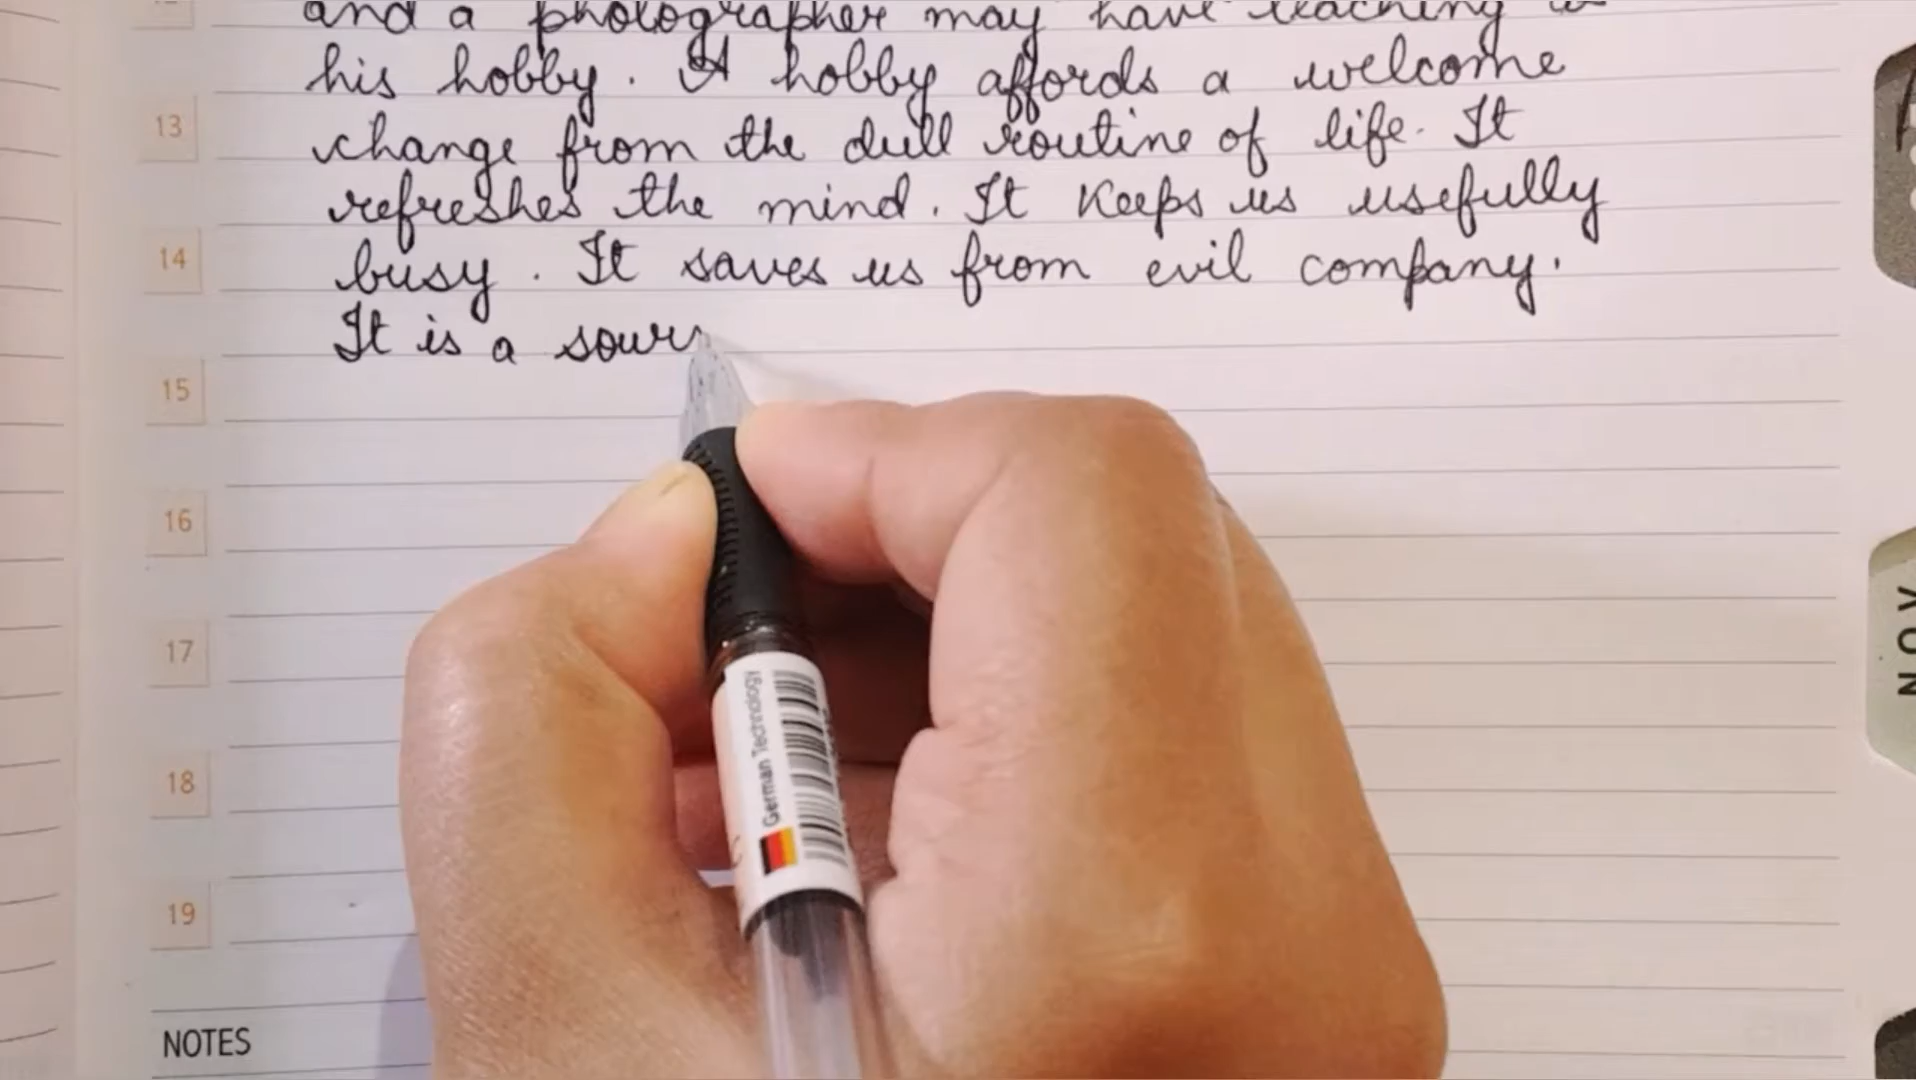 and a photographer may have teaching
his hobby. A hobby affords a welcome
13
change from the dull routine of life. It
refreshes the mind. It keeps us usefully
14
busy. It saves us from evil company.
It is a sour
15
16
17
18
19
NOTES
NOV
German Technology